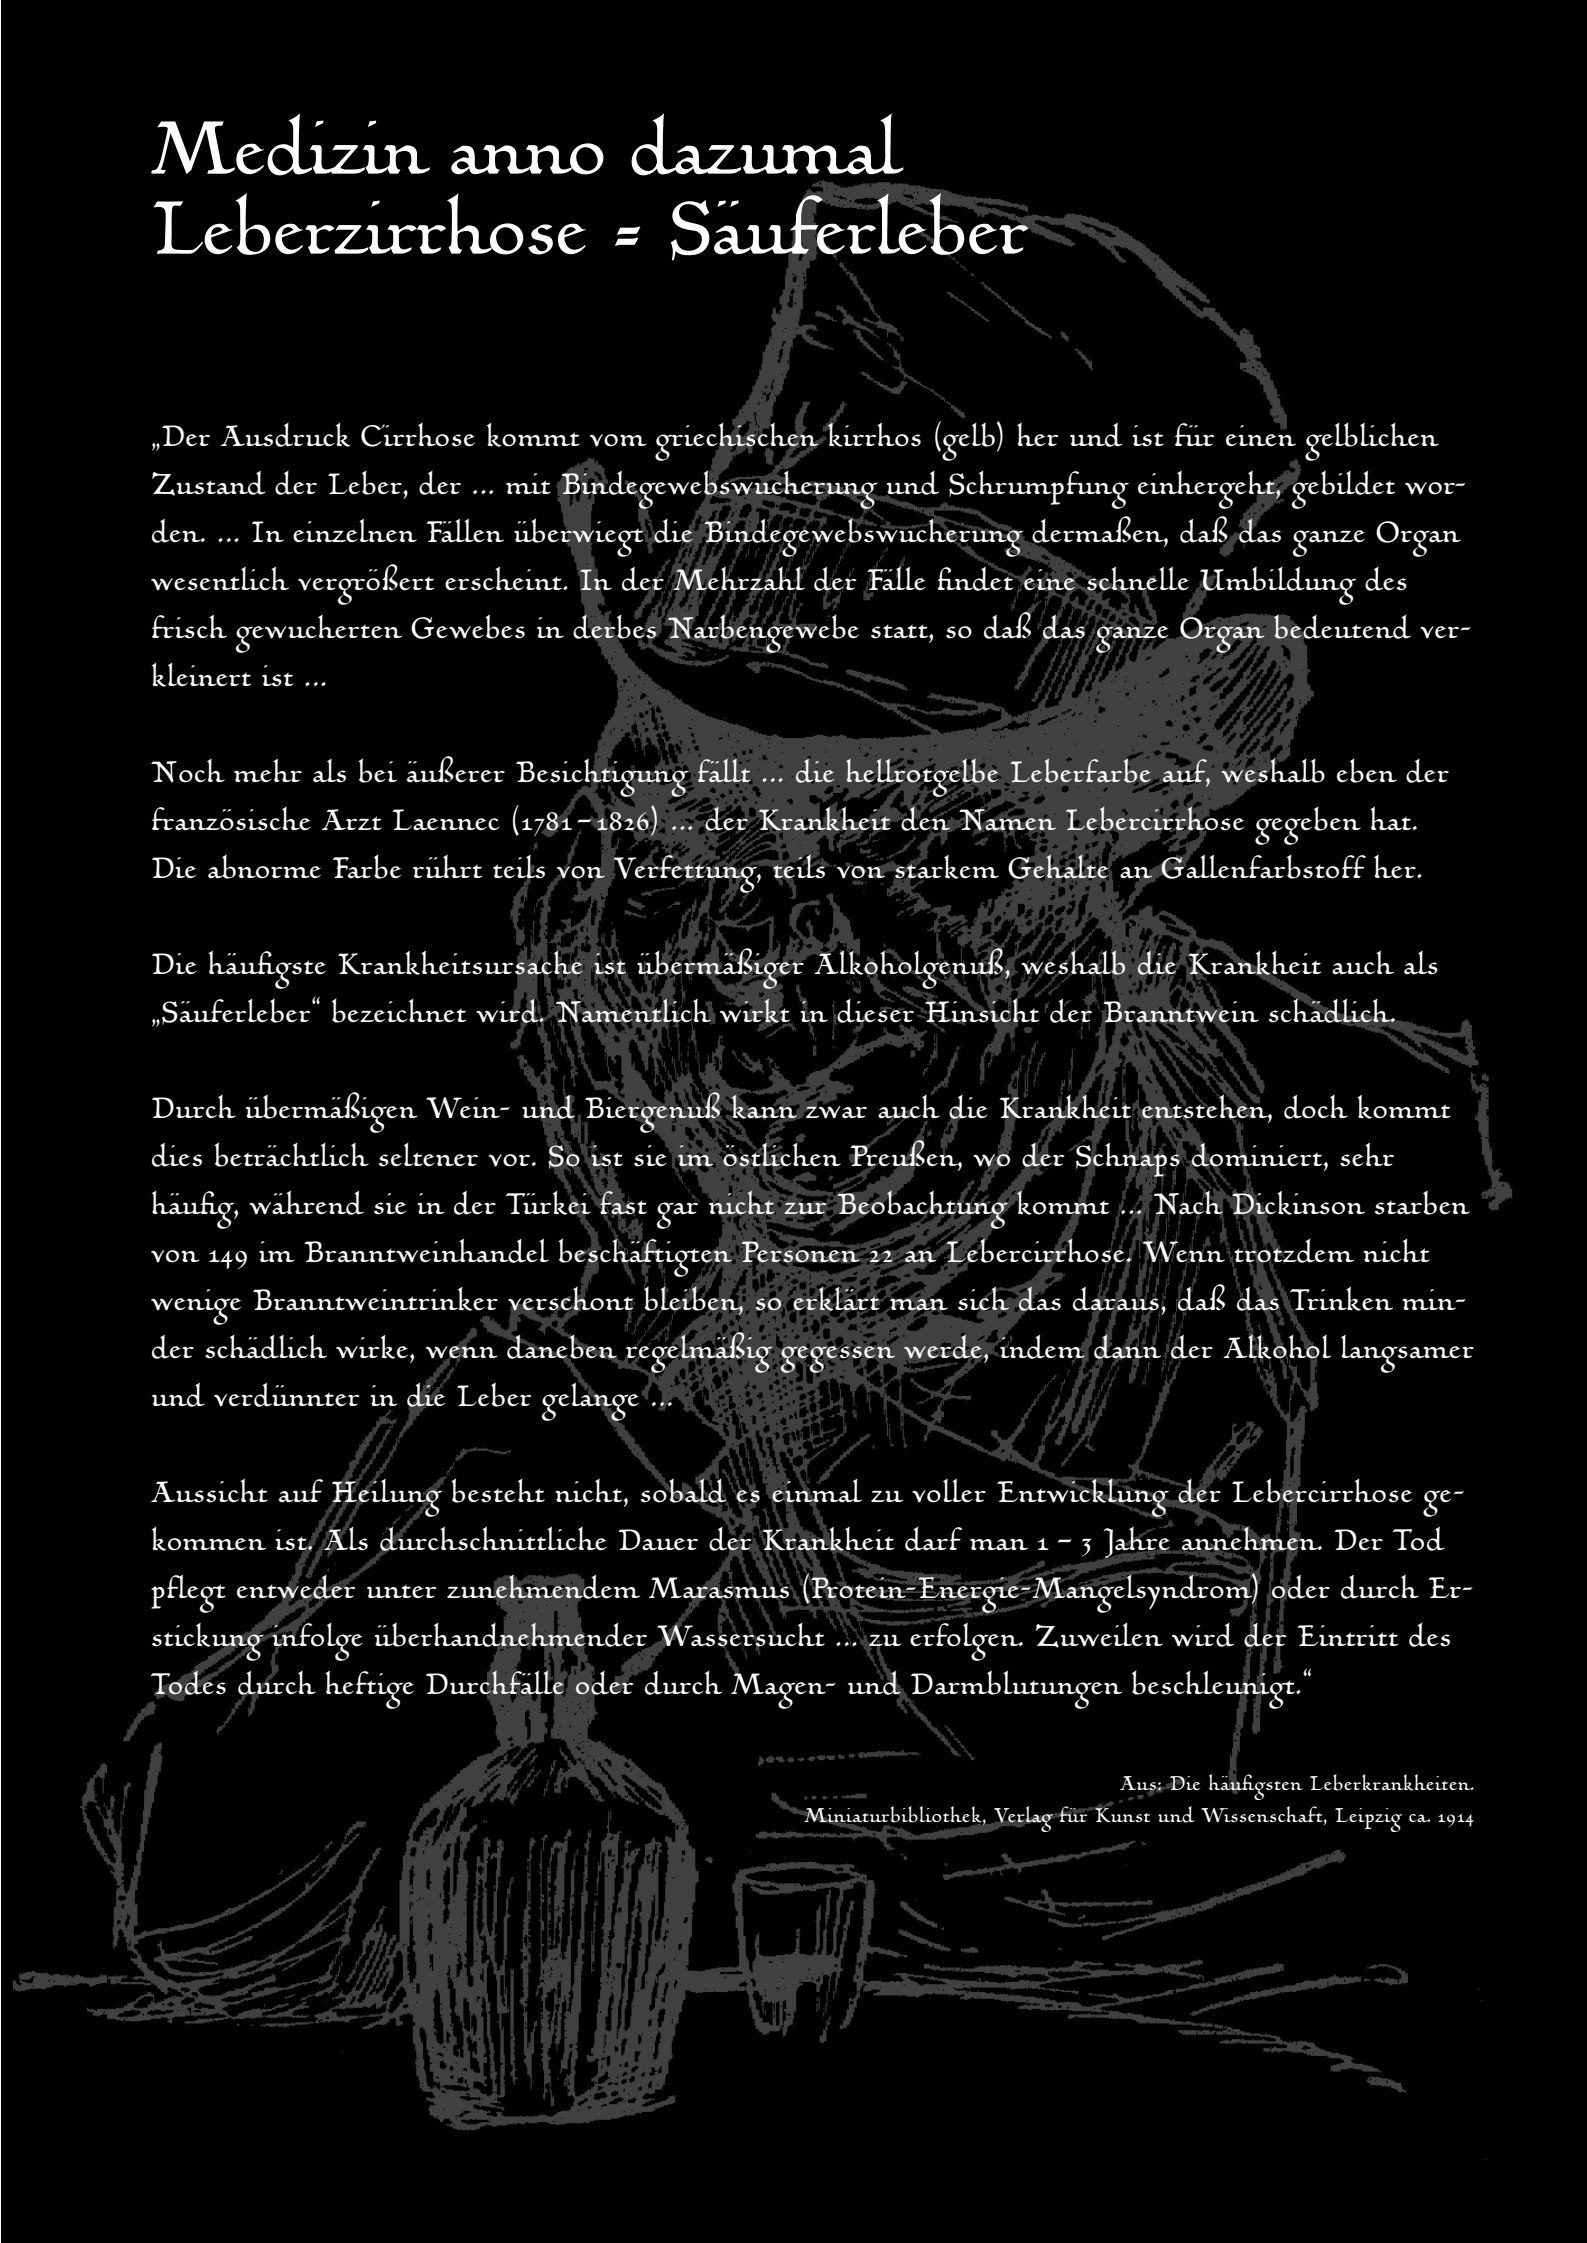 Medizin anno dazumal
Leberzirrhose = Säuferleber
„Der Ausdruck Cirrhose kommt vom griechischen kirrhos (gelb) her und ist für einen gelblichen
Zustand der Leber, der ... mit Bindegewebswucherung und Schrumpfung einhergeht, gebildet wor-
den. ... In einzelnen Fällen überwiegt die Bindegewebswucherung dermaßen, daß das ganze Organ
wesentlich vergrößert erscheint. In der Mehrzahl der Fälle findet eine schnelle Umbildung des
frisch gewucherten Gewebes in derbes Narbengewebe statt, so daß das ganze Organ bedeutend ver-
kleinert ist ...
Noch mehr als bei äußerer Besichtigung fällt ... die hellrotgelbe Leberfarbe auf, weshalb eben der
französische Arzt Laennec (1781–1826) ... der Krankheit den Namen Lebercirrhose gegeben hat.
Die abnorme Farbe rührt teils von Verfettung, teils von starkem Gehalte an Gallenfarbstoff her.
Die häufigste Krankheitsursache ist übermäßiger Alkoholgenuß, weshalb die Krankheit auch als
„Säuferleber“ bezeichnet wird. Namentlich wirkt in dieser Hinsicht der Branntwein schädlich.
Durch übermäßigen Wein- und Biergenuß kann zwar auch die Krankheit entstehen, doch kommt
dies beträchtlich seltener vor. So ist sie im östlichen Preußen, wo der Schnaps dominiert, sehr
häufig, während sie in der Türkei fast gar nicht zur Beobachtung kommt ... Nach Dickinson starben
von 149 im Branntweinhandel beschäftigten Personen 22 an Lebercirrhose. Wenn trotzdem nicht
wenige Branntweintrinker verschont bleiben, so erklärt man sich das daraus, daß das Trinken min-
der schädlich wirke, wenn daneben regelmäßig gegessen werde, indem dann der Alkohol langsamer
und verdünnter in die Leber gelange ...
Aussicht auf Heilung besteht nicht, sobald es einmal zu voller Entwicklung der Lebercirrhose ge-
kommen ist. Als durchschnittliche Dauer der Krankheit darf man 1 – 3 Jahre annehmen. Der Tod
pflegt entweder unter zunehmendem Marasmus (Protein-Energie-Mangelsyndrom) oder durch Er-
stickung infolge überhandnehmender Wassersucht ... zu erfolgen. Zuweilen wird der Eintritt des
Todes durch heftige Durchfälle oder durch Magen- und Darmblutungen beschleunigt.“
Aus: Die häufigsten Leberkrankheiten.
Miniaturbibliothek, Verlag für Kunst und Wissenschaft, Leipzig ca. 1914